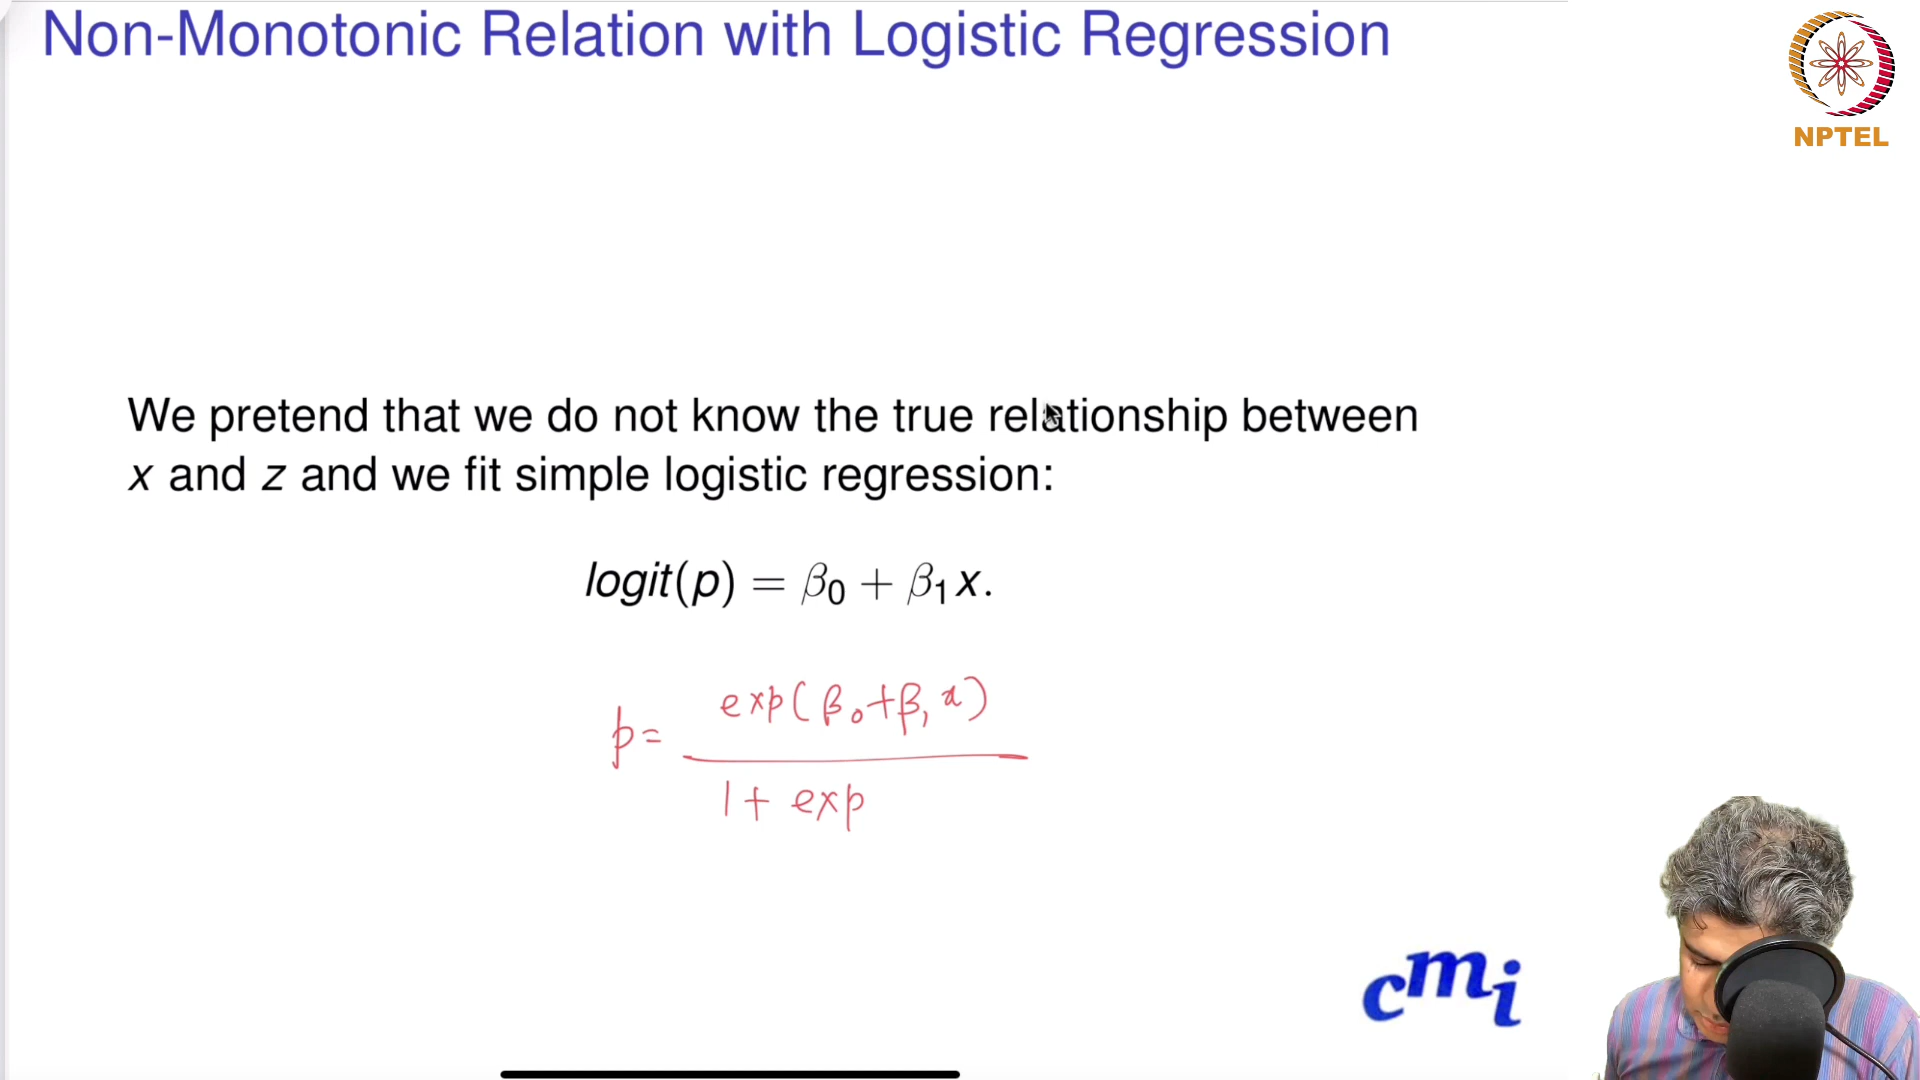 Non-Monotonic Relation with Logistic Regression
NPTEL
We pretend that we do not know the true relationship between
x and z and we fit simple logistic regression:
logit(p) = β₀ + β₁x.
p = exp(β₀+β₁x)
1 + exp
cmi